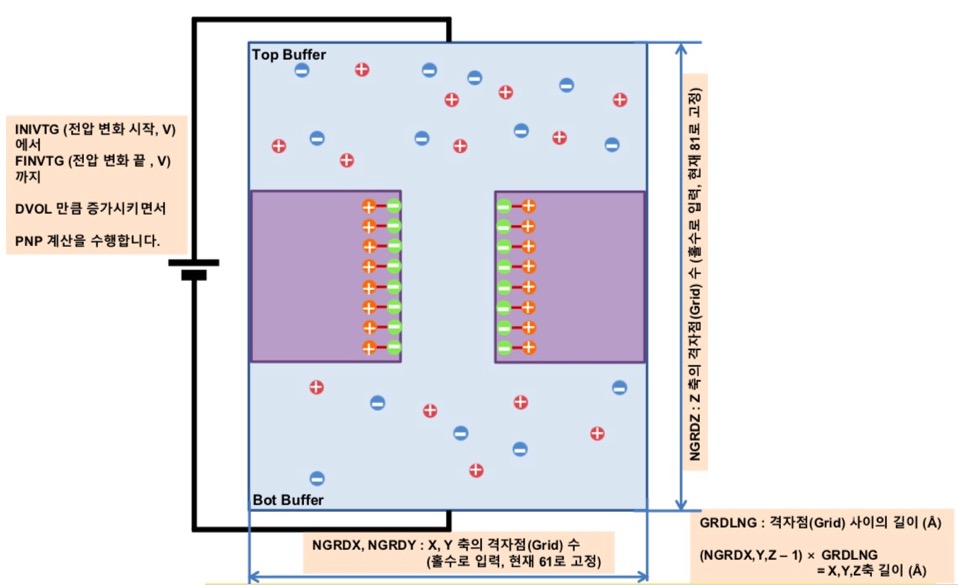 Top Buffer
INIVTG (전압 변화 시작, V)
에서
FINVTG (전압 변화 끝 , V)
까지
DVOL 만큼 증가시키면서
PNP 계산을 수행합니다.
NGRDZ : Z 축의 격자점(Grid) 수 (홀수로 입력, 현재 81로 고정)
Bot Buffer
NGRDX, NGRDY : X, Y 축의 격자점(Grid) 수
(홀수로 입력, 현재 61로 고정)
GRDLNG : 격자점(Grid) 사이의 길이 (Å)
(NGRDX,Y,Z – 1) × GRDLNG
= X,Y,Z축 길이 (Å)